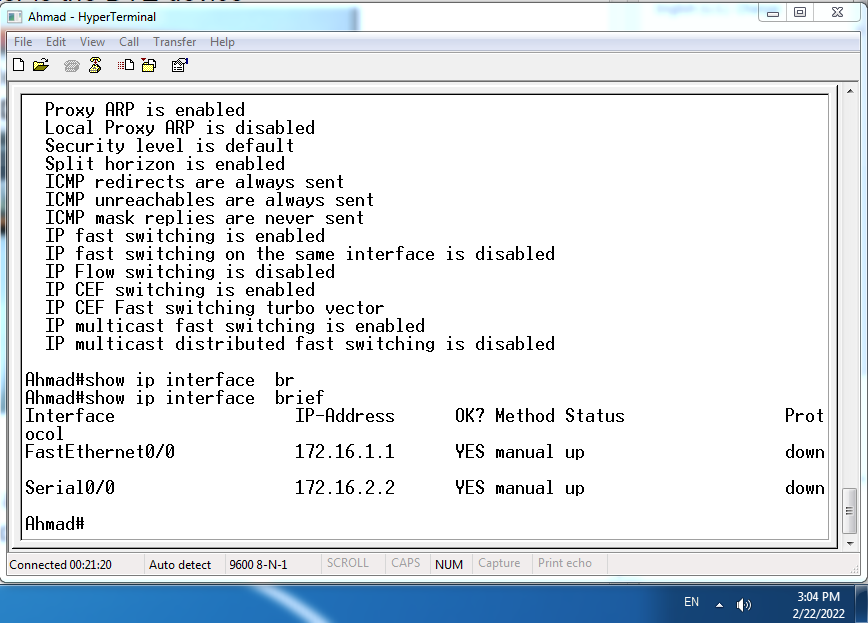 Ahmad - HyperTerminal
File Edit View Call Transfer Help
Proxy ARP is enabled
Local Proxy ARP is disabled
Security level is default
Split horizon is enabled
ICMP redirects are always sent
ICMP unreachables are always sent
ICMP mask replies are never sent
IP fast switching is enabled
IP fast switching on the same interface is disabled
IP Flow switching is disabled
IP CEF switching is enabled
IP CEF Fast switching turbo vector
IP multicast fast switching is enabled
IP multicast distributed fast switching is disabled
Ahmad#show ip interface  br
Ahmad#show ip interface  brief
Interface                  IP-Address      OK? Method Status                Prot
ocol
FastEthernet0/0            172.16.1.1      YES manual up                    down
Serial0/0                  172.16.2.2      YES manual up                    down
Ahmad#
Connected 00:21:20 Auto detect 9600 8-N-1 SCROLL CAPS NUM Capture Print echo
EN 3:04 PM
2/22/2022